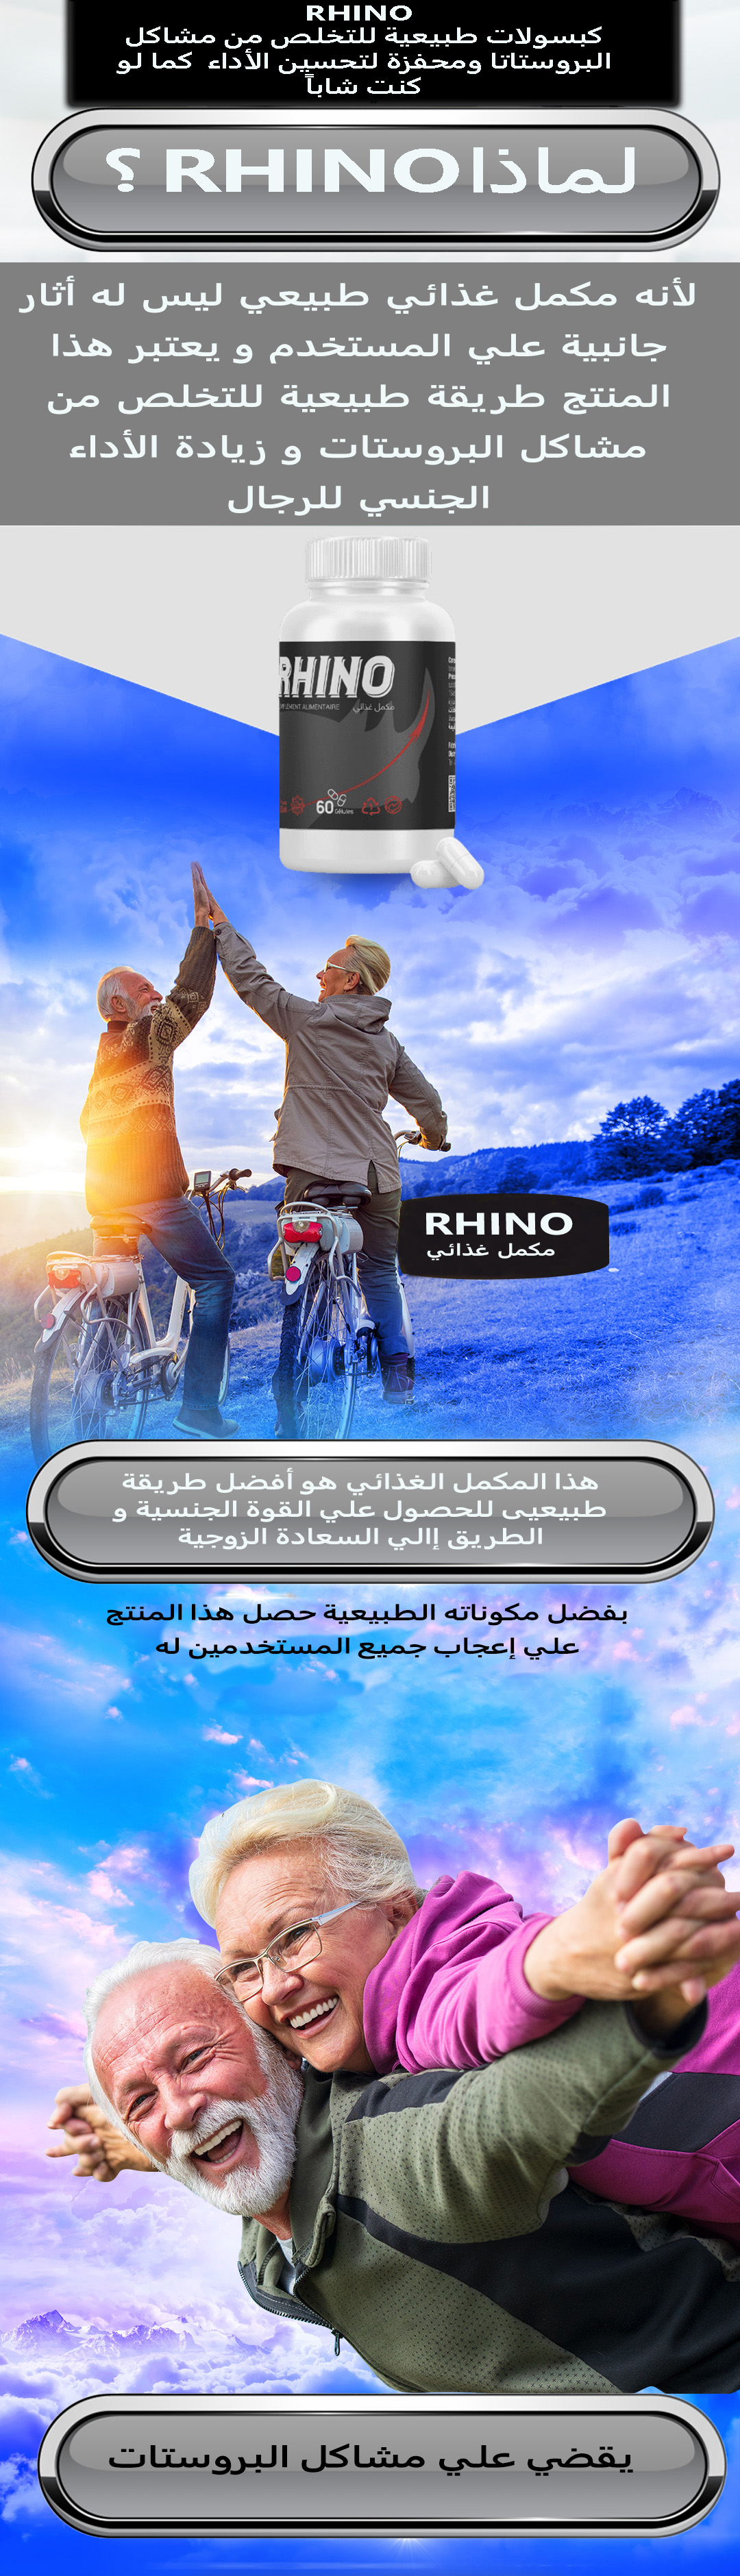 RHINO
كبسولات طبيعية للتخلص من مشاكل
البروستاتا ومحفزة لتحسين الأداء كما لو
كنت شاباً
لماذا RHINO ؟
لأنه مكمل غذائي طبيعي ليس له أثار
جانبية علي المستخدم و يعتبر هذا
المنتج طريقة طبيعية للتخلص من
مشاكل البروستات و زيادة الأداء
الجنسي للرجال
RHINO
ALIMENTAIRE مكمل غذائي
60 Gélules
RHINO
مكمل غذائي
هذا المكمل الغذائي هو أفضل طريقة
طبيعيى للحصول علي القوة الجنسية و
الطريق إالي السعادة الزوجية
بفضل مكوناته الطبيعية حصل هذا المنتج
علي إعجاب جميع المستخدمين له
يقضي علي مشاكل البروستات